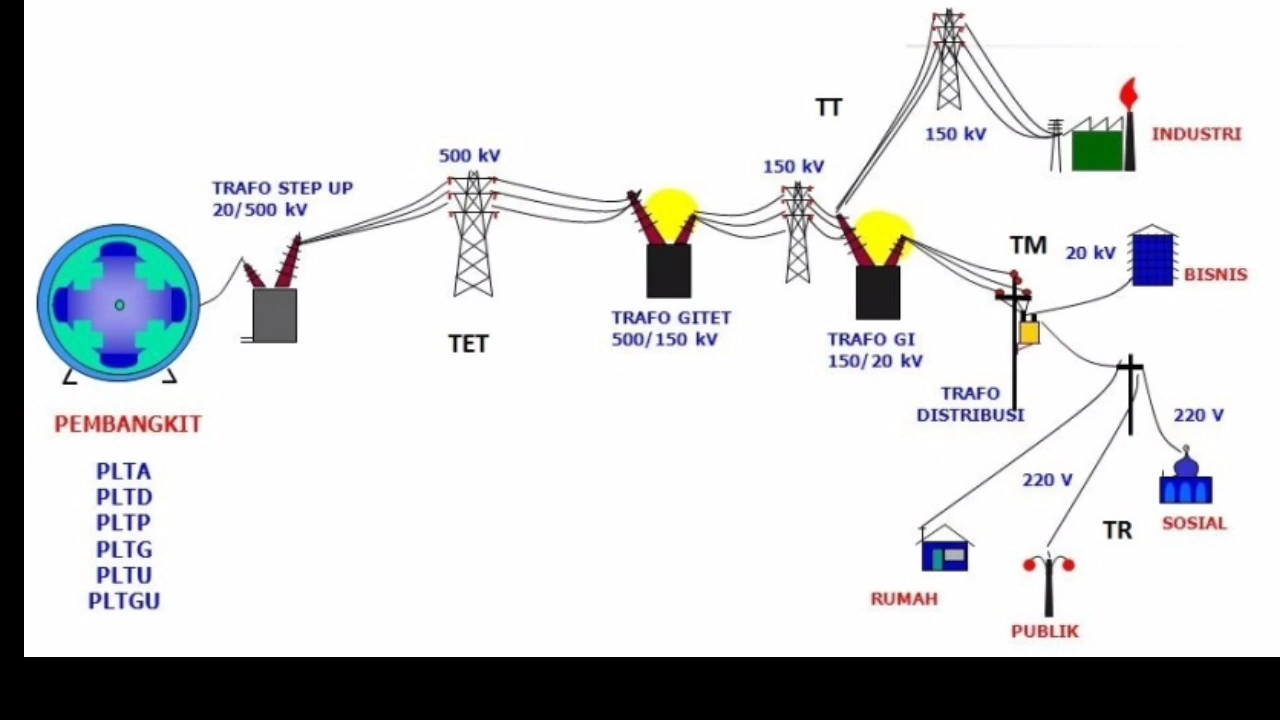 TRAFO STEP UP
20/500 kV
500 kV
TET
TRAFO GITET
500/150 kV
150 kV
TT
150 kV
INDUSTRI
TRAFO GI
150/20 kV
TM
20 kV
BISNIS
TRAFO
DISTRIBUSI
220 V
220 V
TR
SOSIAL
RUMAH
PUBLIK
PEMBANGKIT
PLTA
PLTD
PLTP
PLTG
PLTU
PLTGU